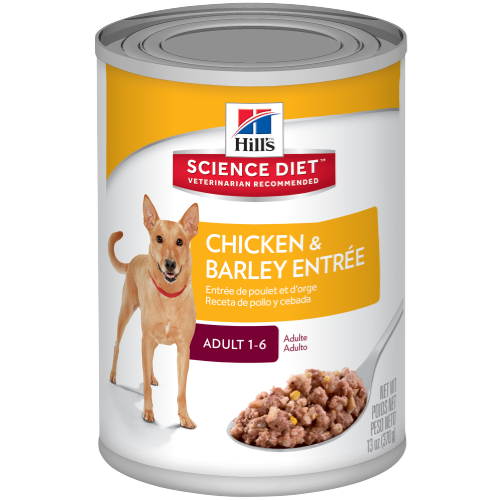 Hill's
SCIENCE DIET™
VETERINARIAN RECOMMENDED
CHICKEN &
BARLEY ENTRÉE
Entrée de poulet et d'orge
Receta de pollo y cebada
ADULT 1-6
Adulte
Adulto
NET WT
POIDS NET
PESO NETO
13 oz (370 g)